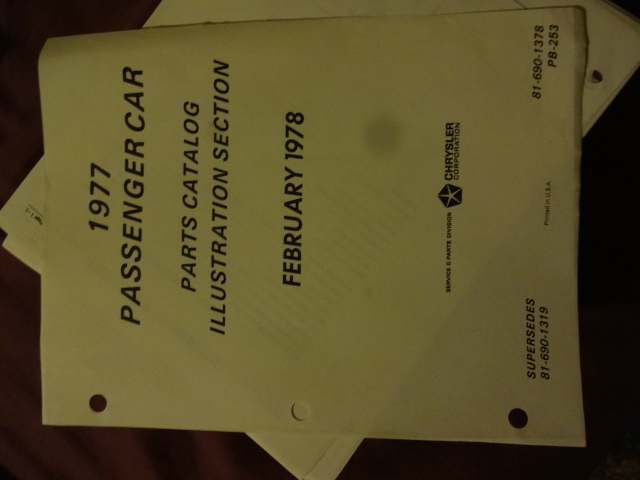 81-690-1378
PB-253
1977
PASSENGER CAR
PARTS CATALOG
ILLUSTRATION SECTION
FEBRUARY 1978
SERVICE & PARTS DIVISION
CHRYSLER
CORPORATION
Printed in U.S.A.
SUPERSEDES
81-690-1319